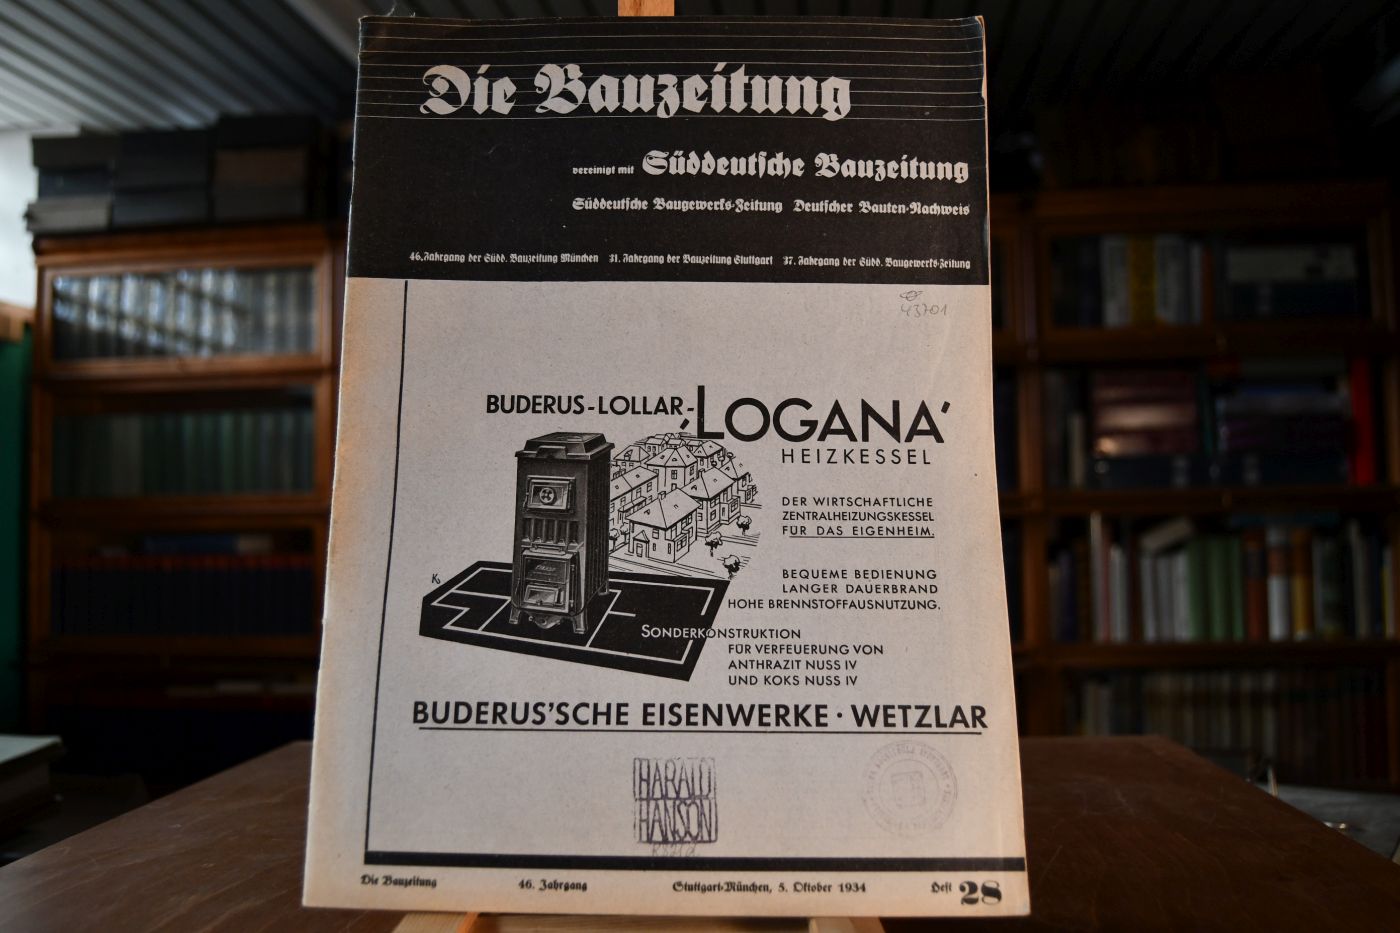 Die Bauzeitung
vereinigt mit Süddeutsche Bauzeitung
Süddeutsche Baugewerks-Zeitung Deutscher Bauten-Nachweis
46. Jahrgang der Südd. Bauzeitung München 31. Jahrgang der Bauzeitung Stuttgart 37. Jahrgang der Südd. Baugewerks-Zeitung
43701
BUDERUS-LOLLAR-‚LOGANA‘
HEIZKESSEL
DER WIRTSCHAFTLICHE
ZENTRALHEIZUNGSKESSEL
FÜR DAS EIGENHEIM.
BEQUEME BEDIENUNG
LANGER DAUERBRAND
HOHE BRENNSTOFFAUSNUTZUNG.
SONDERKONSTRUKTION
FÜR VERFEUERUNG VON
ANTHRAZIT NUSS IV
UND KOKS NUSS IV
BUDERUS'SCHE EISENWERKE · WETZLAR
HARALD
HANSON
Die Bauzeitung 46. Jahrgang Stuttgart-München, 5. Oktober 1934 Heft 28